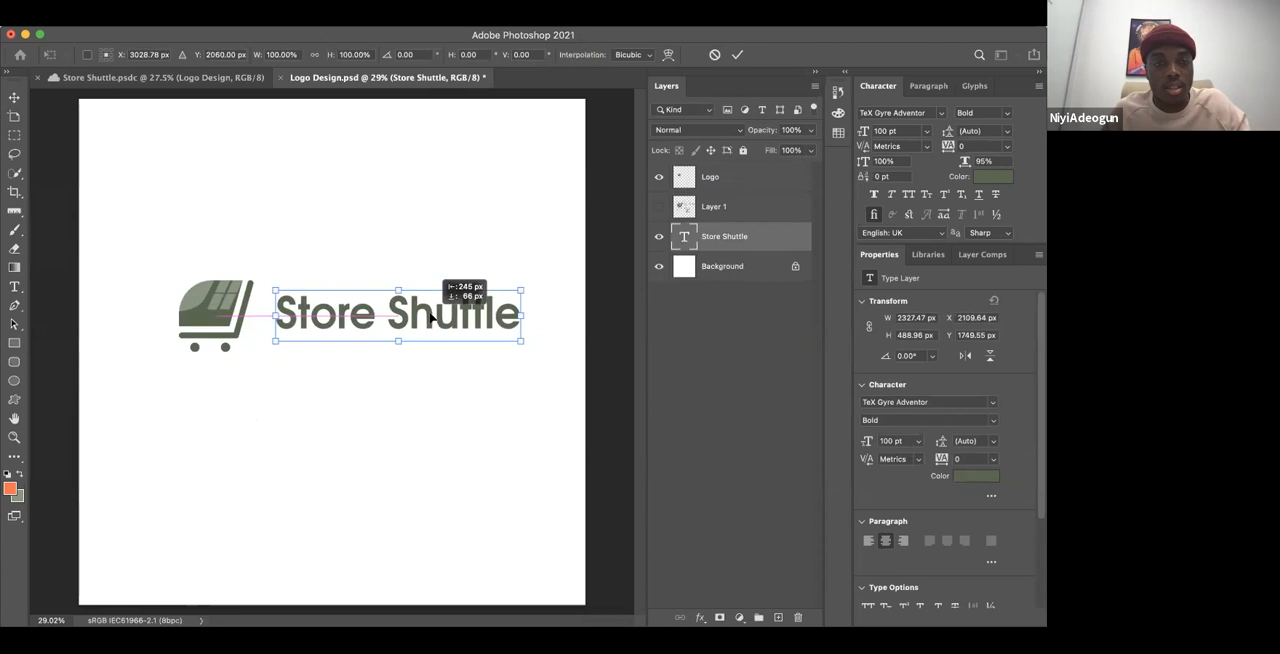 Adobe Photoshop 2021
X: 3028.78 px Y: 2060.00 px W: 100.00% H: 100.00% 0.00 ° H: 0.00 ° V: 0.00 ° Interpolation: Bicubic
Store Shuttle.psdc @ 27.5% (Logo Design, RGB/8)
Logo Design.psd @ 29% (Store Shuttle, RGB/8) *
Store Shuttle
245 px
66 px
29.02% sRGB IEC61966-2.1 (8bpc)
Layers
Kind
Normal Opacity: 100%
Lock: Fill: 100%
Logo
Layer 1
Store Shuttle
Background
Character Paragraph Glyphs
TeX Gyre Adventor Bold
100 pt (Auto)
Metrics 0
100% 95%
0 pt Color:
English: UK Sharp
Properties Libraries Layer Comps
Type Layer
Transform
W 2327.47 px X 2109.64 px
H 488.96 px Y 1749.55 px
0.00°
Character
TeX Gyre Adventor
Bold
100 pt (Auto)
Metrics 0
Color
Paragraph
Type Options
NiyiAdeogun